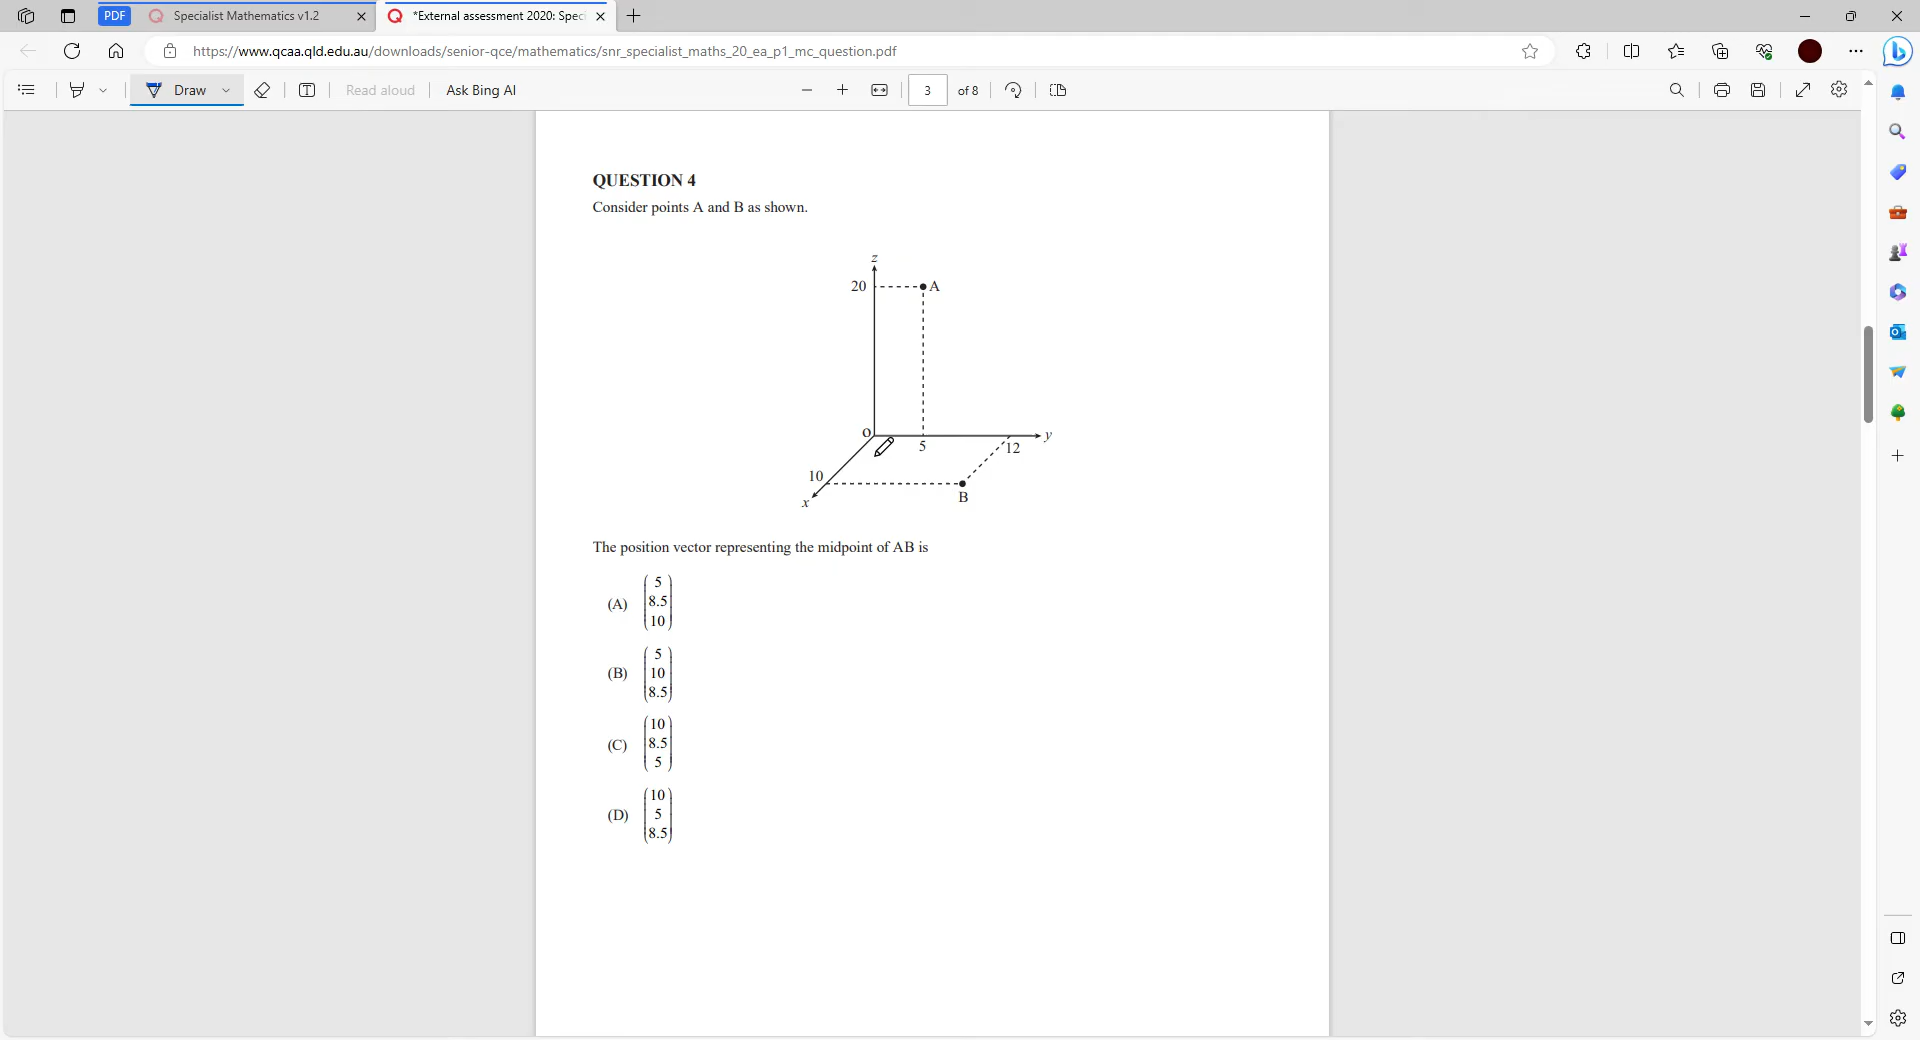 PDF
Specialist Mathematics v1.2
*External assessment 2020: Spec
https://www.qcaa.qld.edu.au/downloads/senior-qce/mathematics/snr_specialist_maths_20_ea_p1_mc_question.pdf
Draw
Read aloud
Ask Bing AI
3
of 8
QUESTION 4
Consider points A and B as shown.
z
20
A
O
y
5
12
10
x
B
The position vector representing the midpoint of AB is
(A)
5
8.5
10
(B)
5
10
8.5
(C)
10
8.5
5
(D)
10
5
8.5